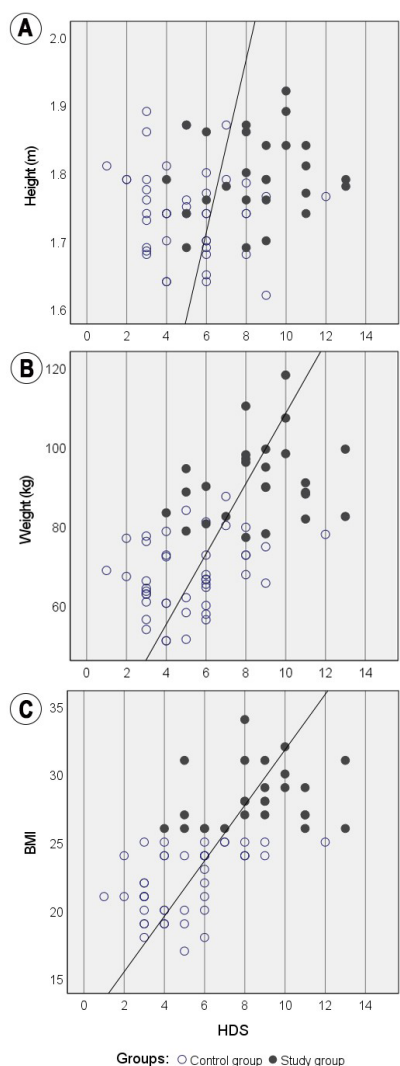 A
2.0
1.9
1.8
1.7
1.6
Height (m)
0 2 4 6 8 10 12 14
B
120
100
80
60
Weight (kg)
0 2 4 6 8 10 12 14
C
35
30
25
20
15
BMI
0 2 4 6 8 10 12 14
HDS
Groups: Control group Study group